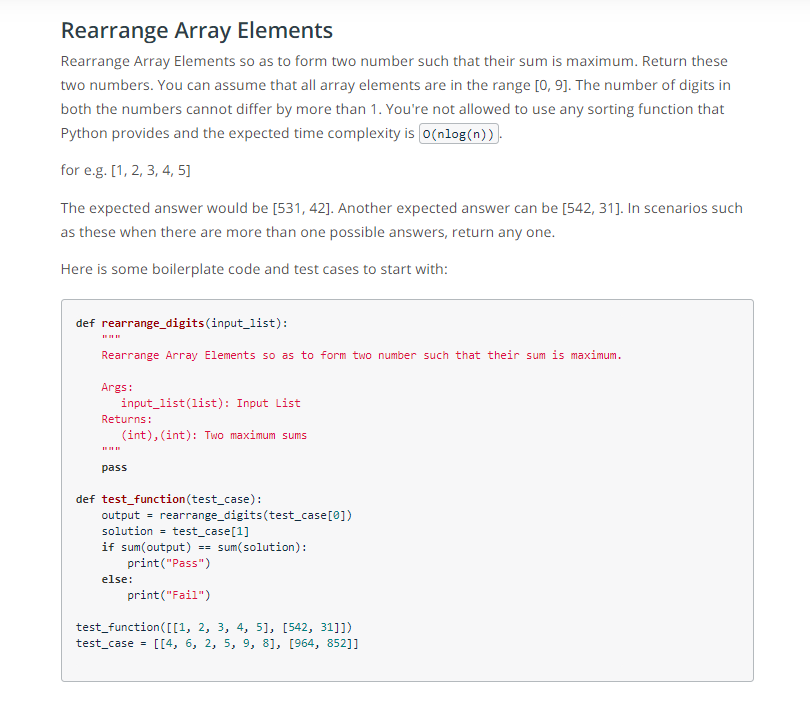 Rearrange Array Elements
Rearrange Array Elements so as to form two number such that their sum is maximum. Return these
two numbers. You can assume that all array elements are in the range [0, 9]. The number of digits in
both the numbers cannot differ by more than 1. You're not allowed to use any sorting function that
Python provides and the expected time complexity is O(nlog(n)).
for e.g. [1, 2, 3, 4, 5]
The expected answer would be [531, 42]. Another expected answer can be [542, 31]. In scenarios such
as these when there are more than one possible answers, return any one.
Here is some boilerplate code and test cases to start with:
def rearrange_digits(input_list):
    """
    Rearrange Array Elements so as to form two number such that their sum is maximum.
    Args:
       input_list(list): Input List
    Returns:
       (int),(int): Two maximum sums
    """
    pass
def test_function(test_case):
    output = rearrange_digits(test_case[0])
    solution = test_case[1]
    if sum(output) == sum(solution):
        print("Pass")
    else:
        print("Fail")
test_function([[1, 2, 3, 4, 5], [542, 31]])
test_case = [[4, 6, 2, 5, 9, 8], [964, 852]]